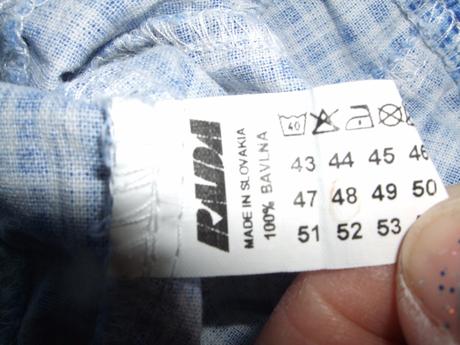 RAJDA
MADE IN SLOVAKIA
100% BAVLNA
40
43 44 45 46
47 48 49 50
51 52 53